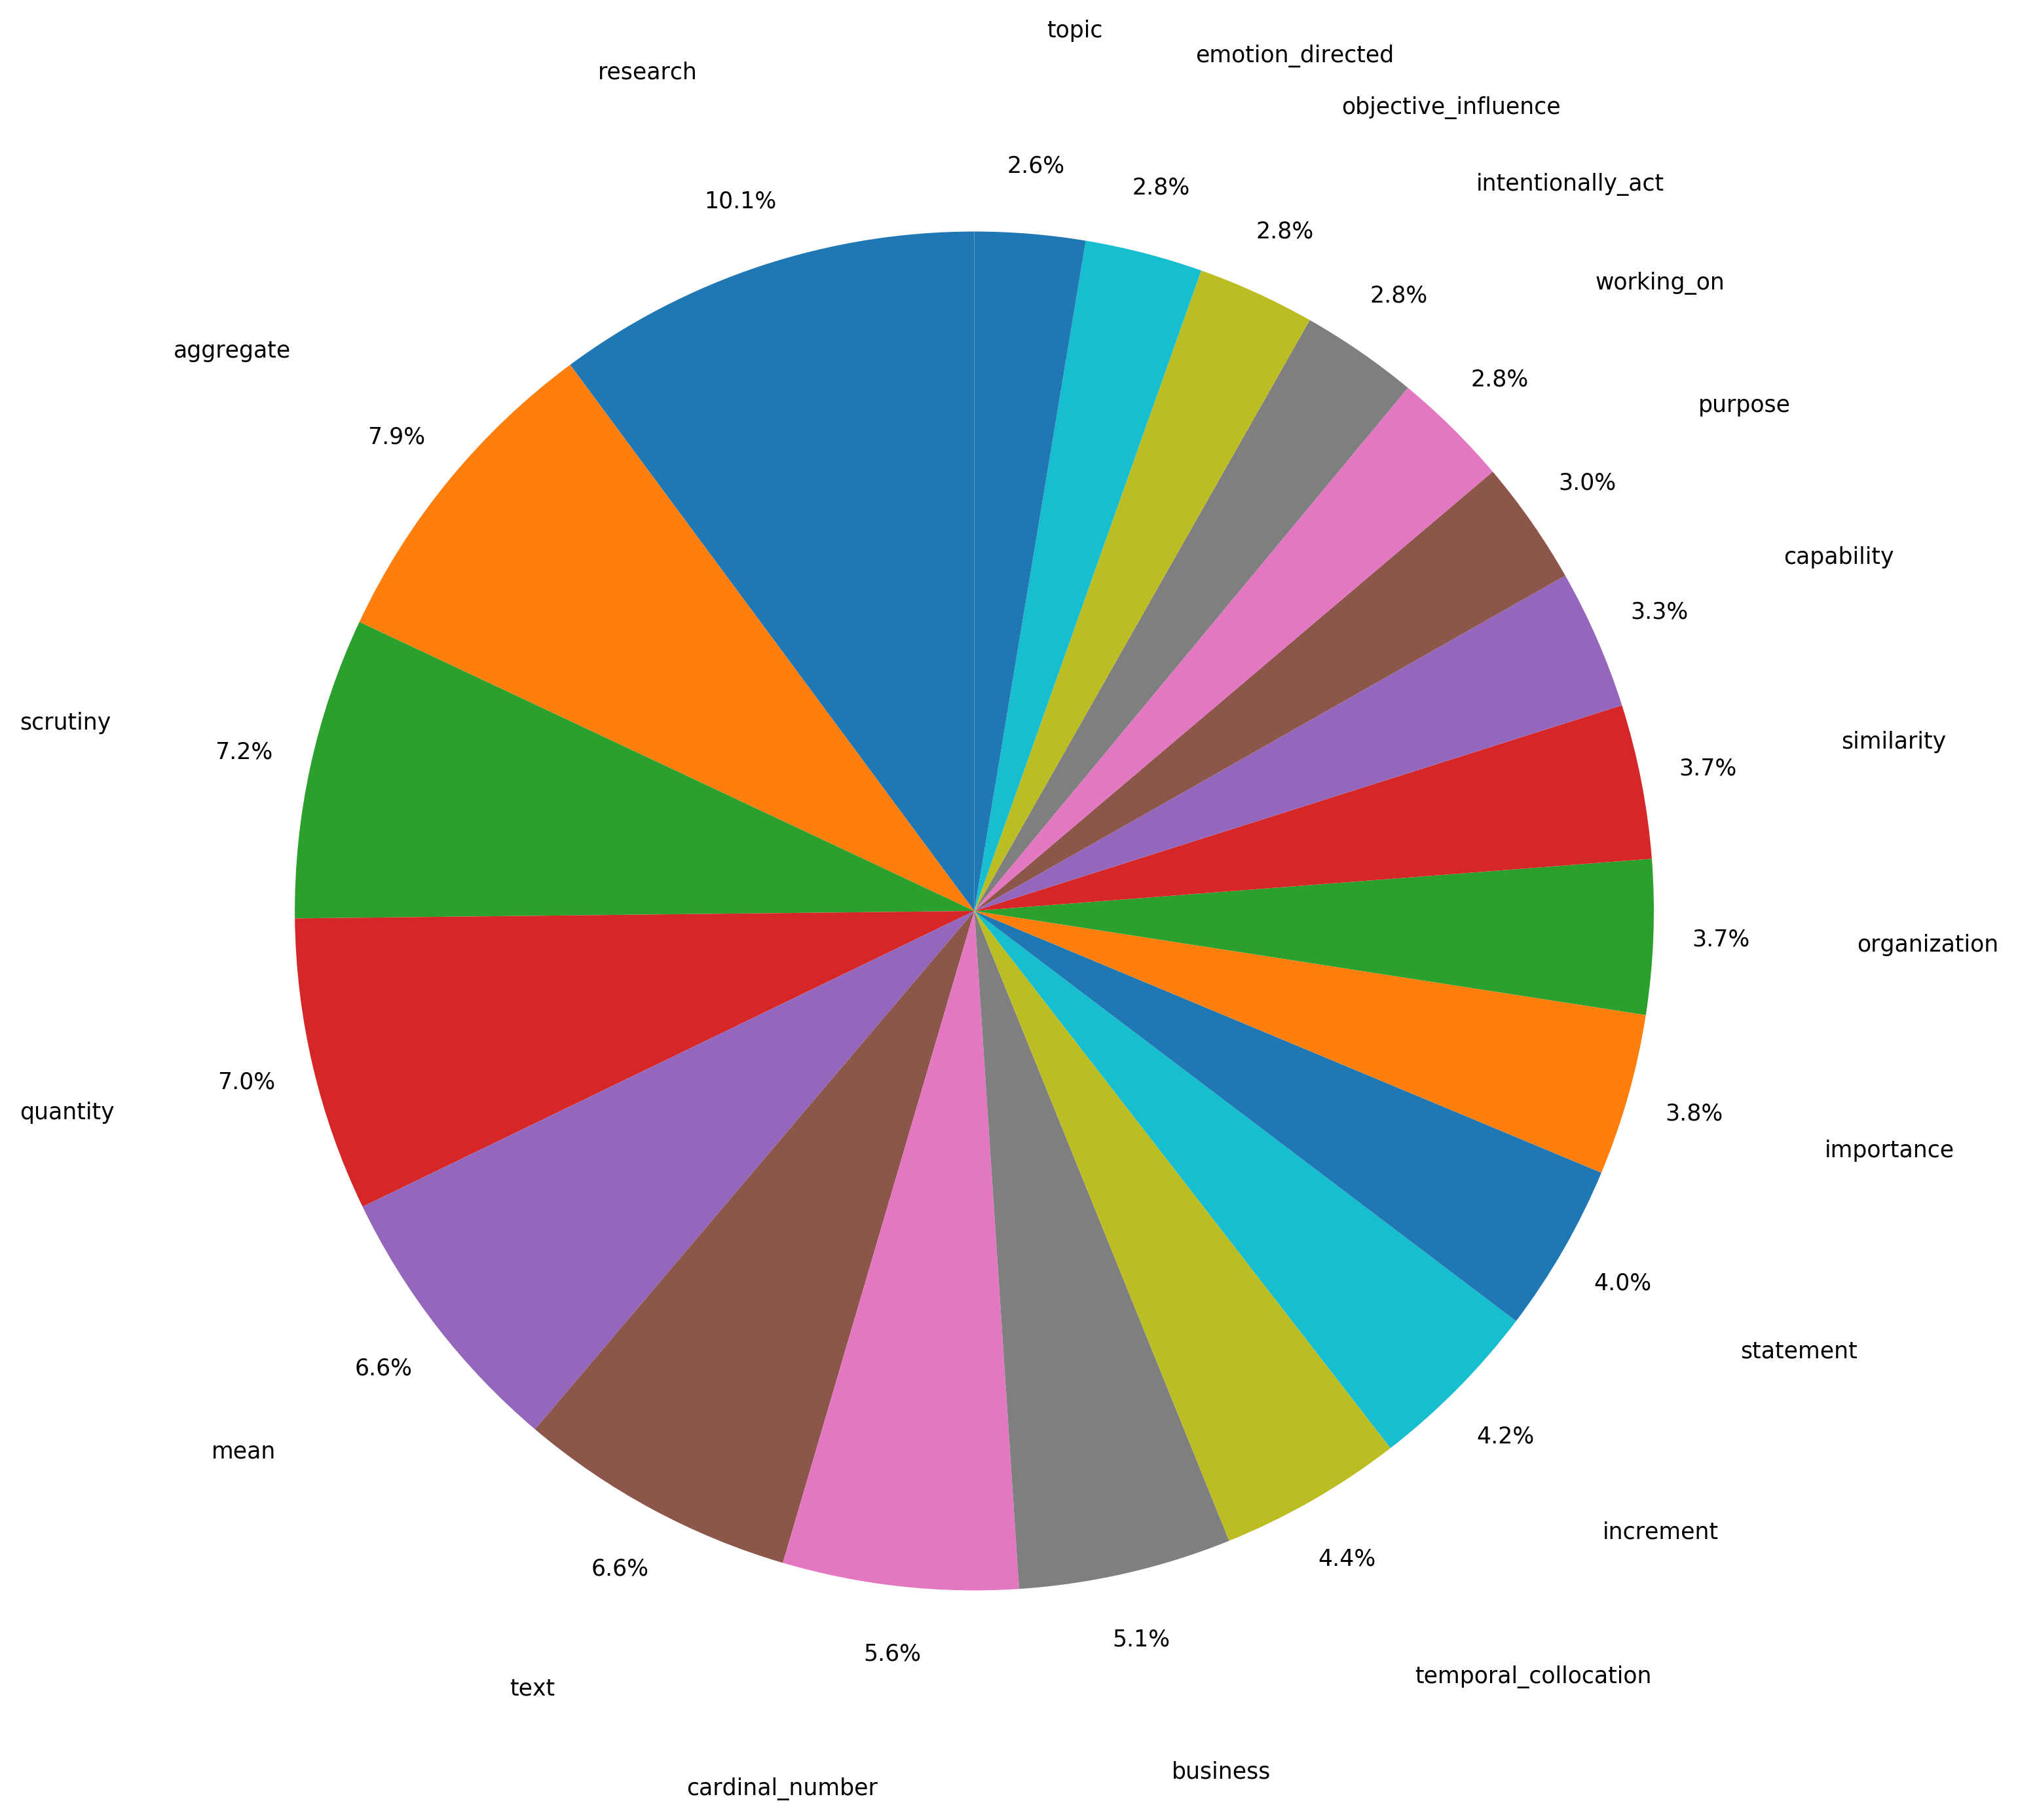 topic
emotion_directed
research
objective_influence
2.6%
intentionally_act
2.8%
10.1%
2.8%
working_on
2.8%
aggregate
2.8%
purpose
7.9%
3.0%
capability
3.3%
scrutiny
similarity
7.2%
3.7%
3.7%
organization
7.0%
quantity
3.8%
importance
4.0%
statement
6.6%
4.2%
mean
increment
4.4%
6.6%
5.1%
5.6%
temporal_collocation
text
business
cardinal_number